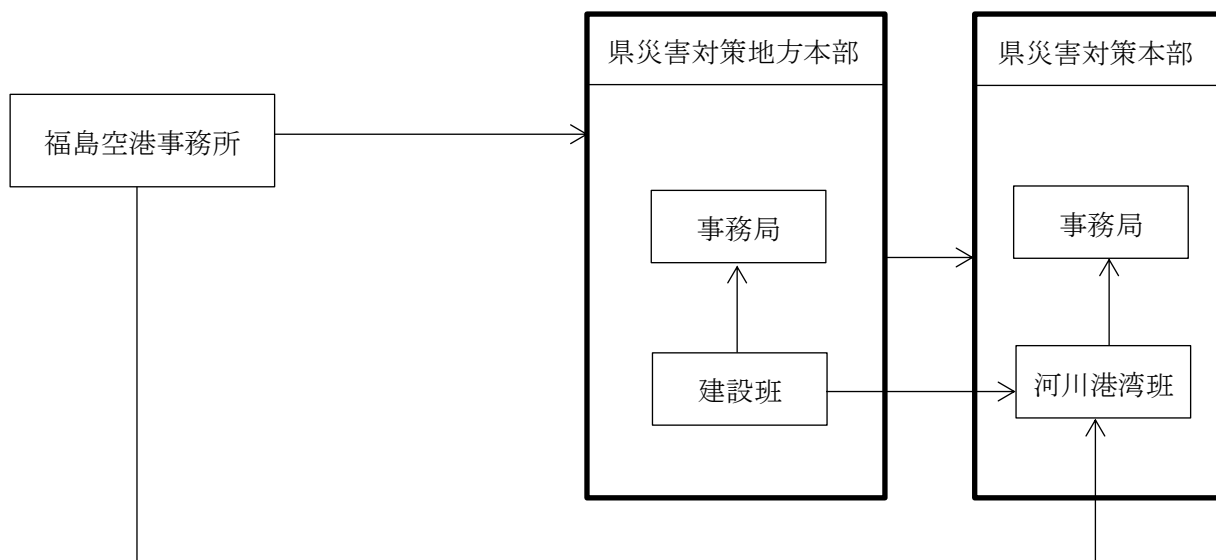 県災害対策地方本部
県災害対策本部
福島空港事務所
事務局
事務局
建設班
河川港湾班